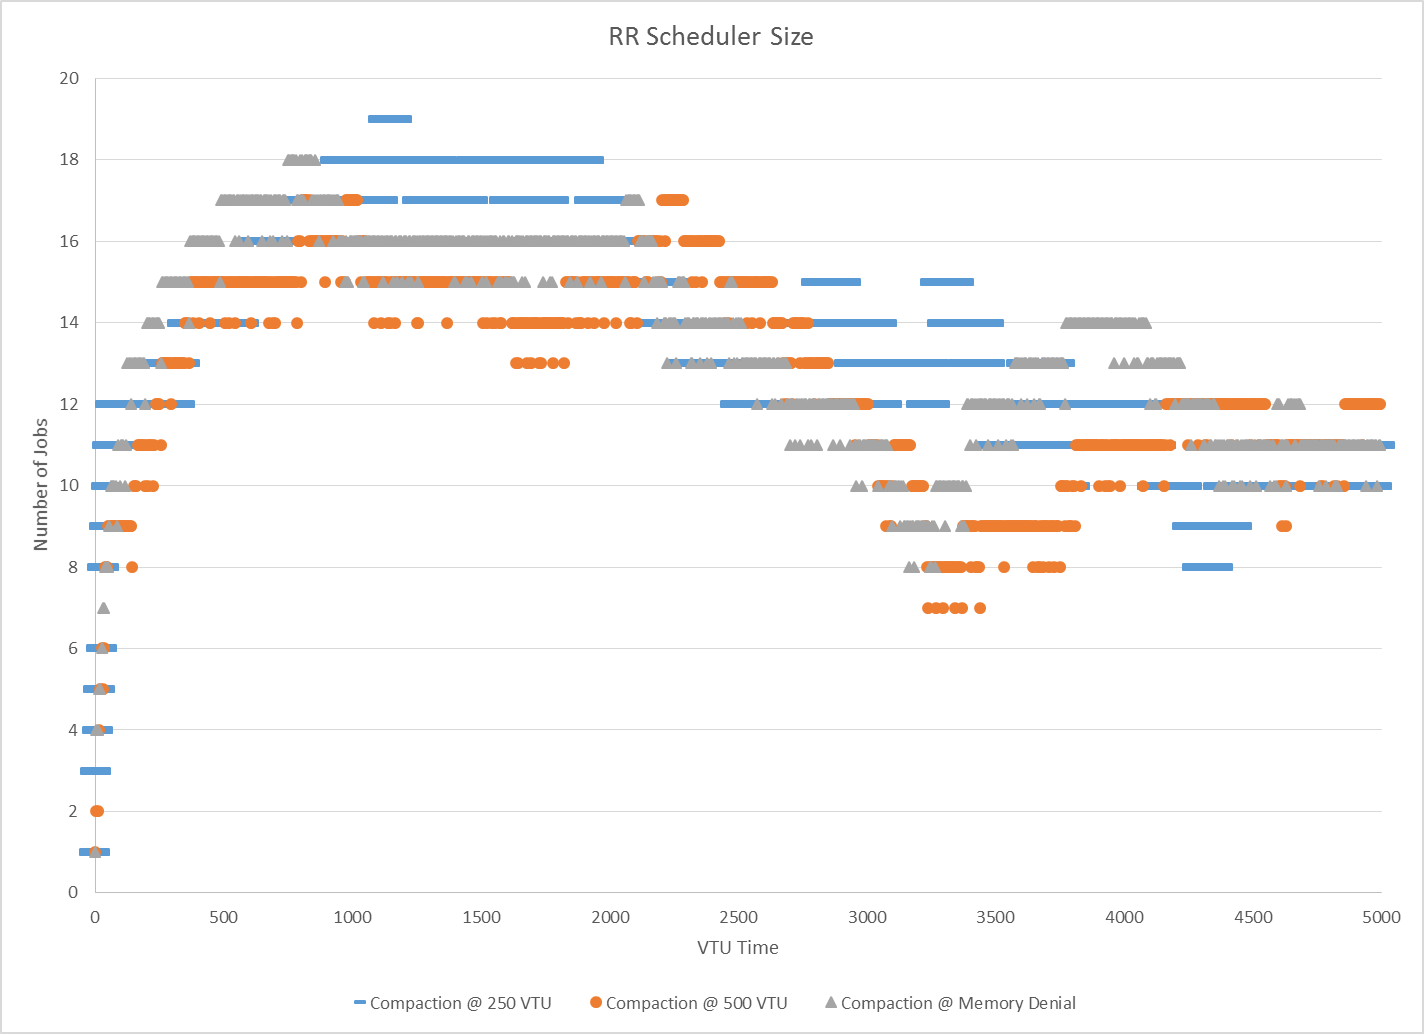 RR Scheduler Size
20
18
16
14
12
10
8
6
4
2
0
Number of Jobs
0 500 1000 1500 2000 2500 3000 3500 4000 4500 5000
VTU Time
Compaction @ 250 VTU Compaction @ 500 VTU Compaction @ Memory Denial